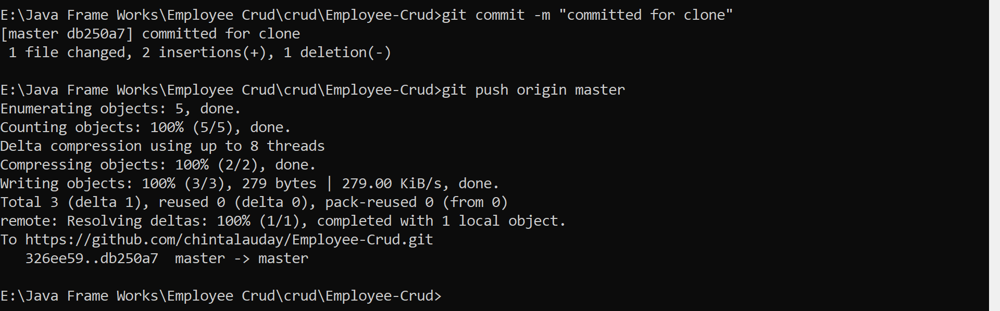 E:\Java Frame Works\Employee Crud\crud\Employee-Crud>git commit -m "committed for clone"
[master db250a7] committed for clone
 1 file changed, 2 insertions(+), 1 deletion(-)
E:\Java Frame Works\Employee Crud\crud\Employee-Crud>git push origin master
Enumerating objects: 5, done.
Counting objects: 100% (5/5), done.
Delta compression using up to 8 threads
Compressing objects: 100% (2/2), done.
Writing objects: 100% (3/3), 279 bytes | 279.00 KiB/s, done.
Total 3 (delta 1), reused 0 (delta 0), pack-reused 0 (from 0)
remote: Resolving deltas: 100% (1/1), completed with 1 local object.
To https://github.com/chintalauday/Employee-Crud.git
   326ee59..db250a7  master -> master
E:\Java Frame Works\Employee Crud\crud\Employee-Crud>